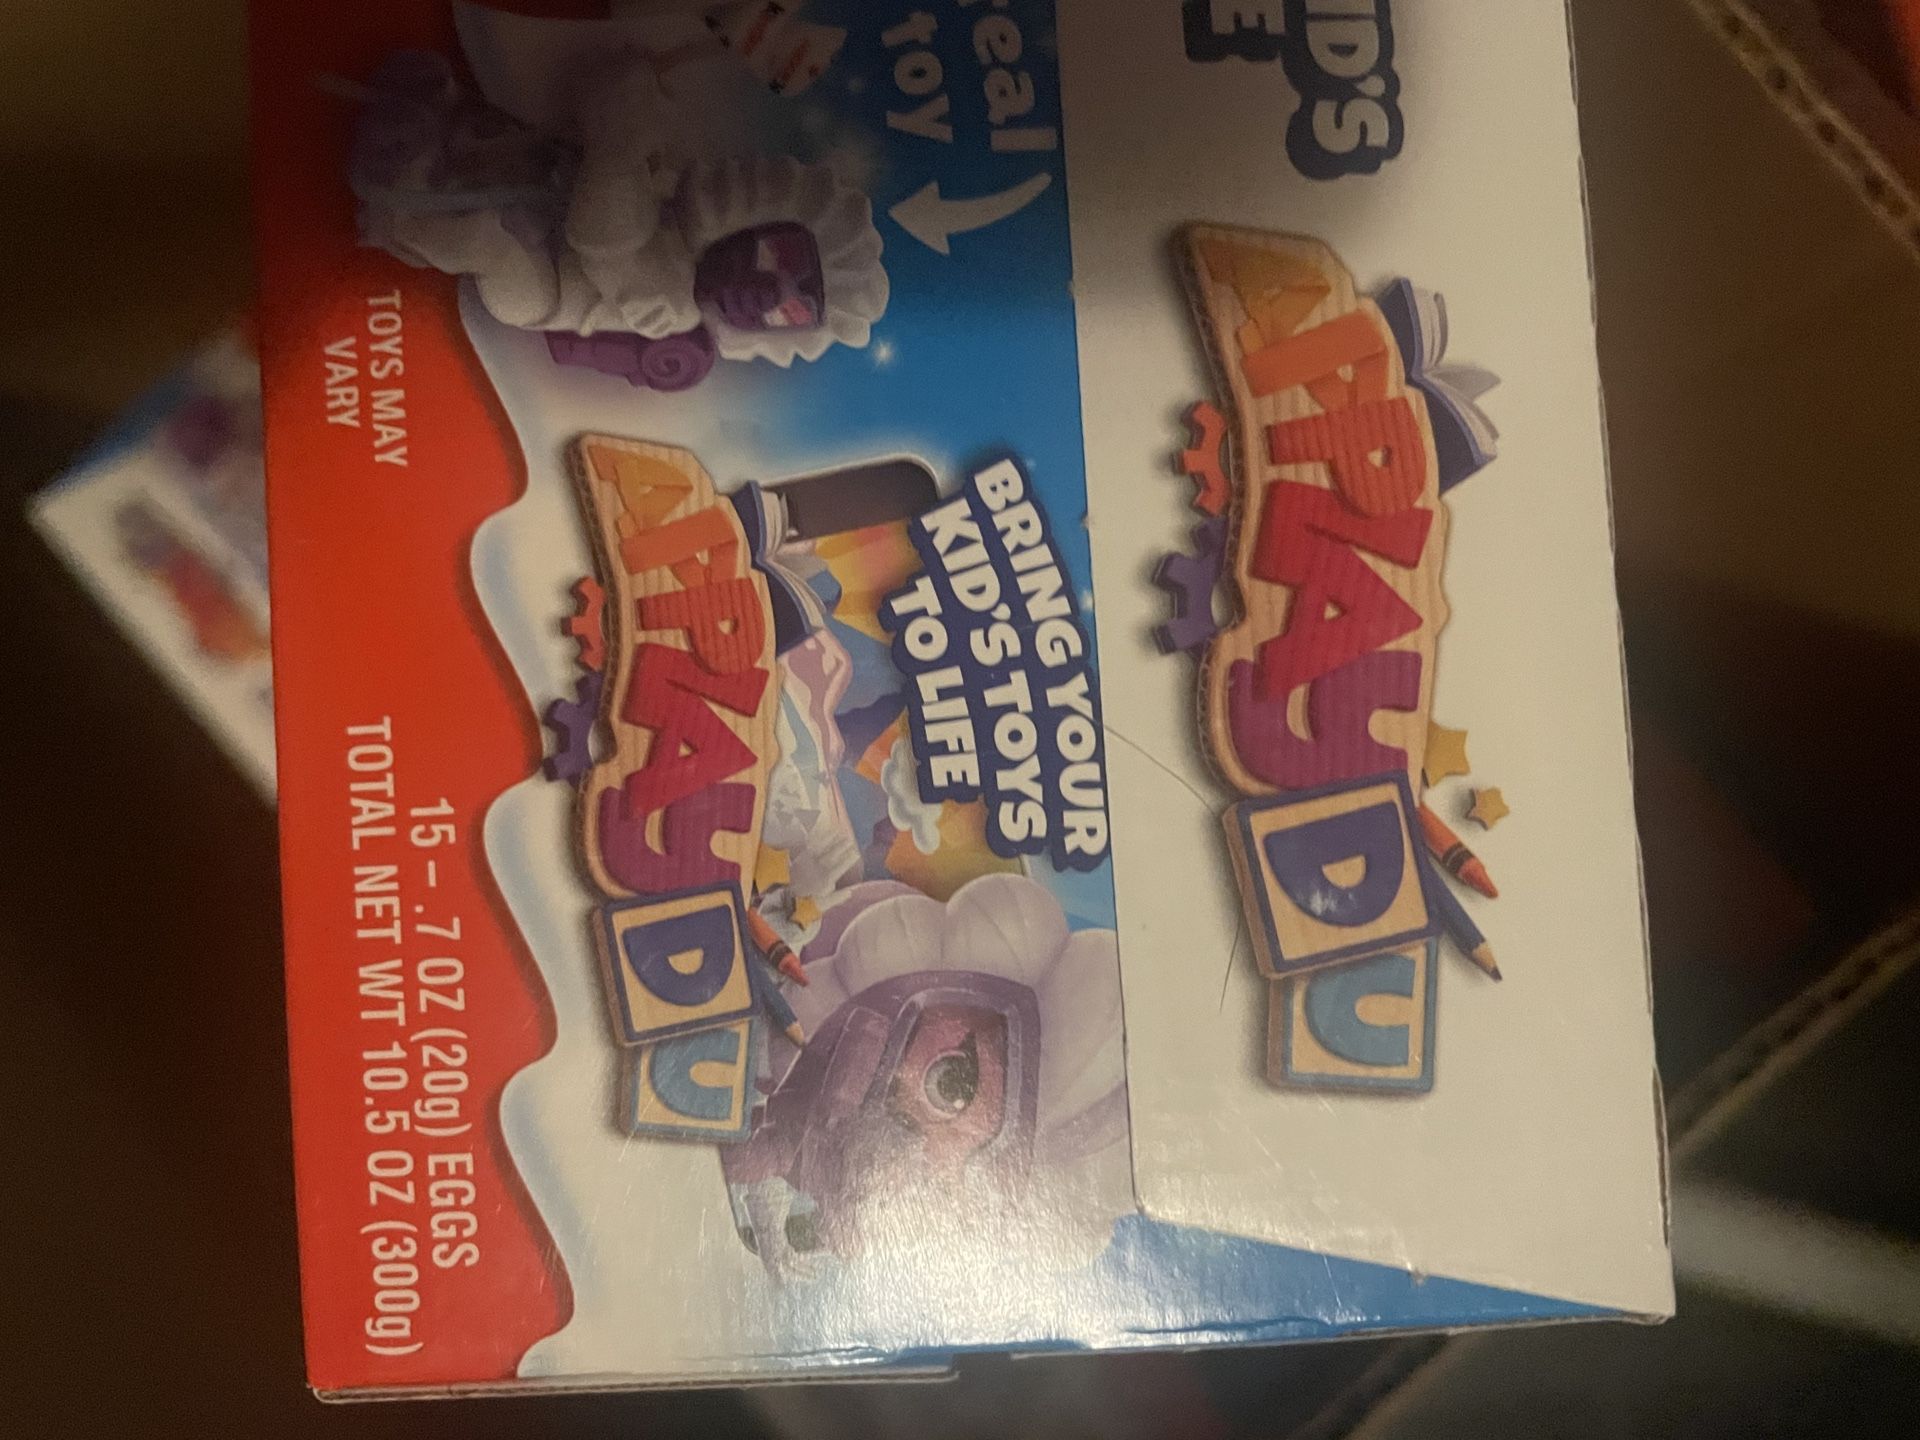 KID'S
E
APPLAYDU
real
toy
BRING YOUR
KID'S TOYS
TO LIFE
APPLAYDU
TOYS MAY
VARY
15 – .7 OZ (20g) EGGS
TOTAL NET WT 10.5 OZ (300g)